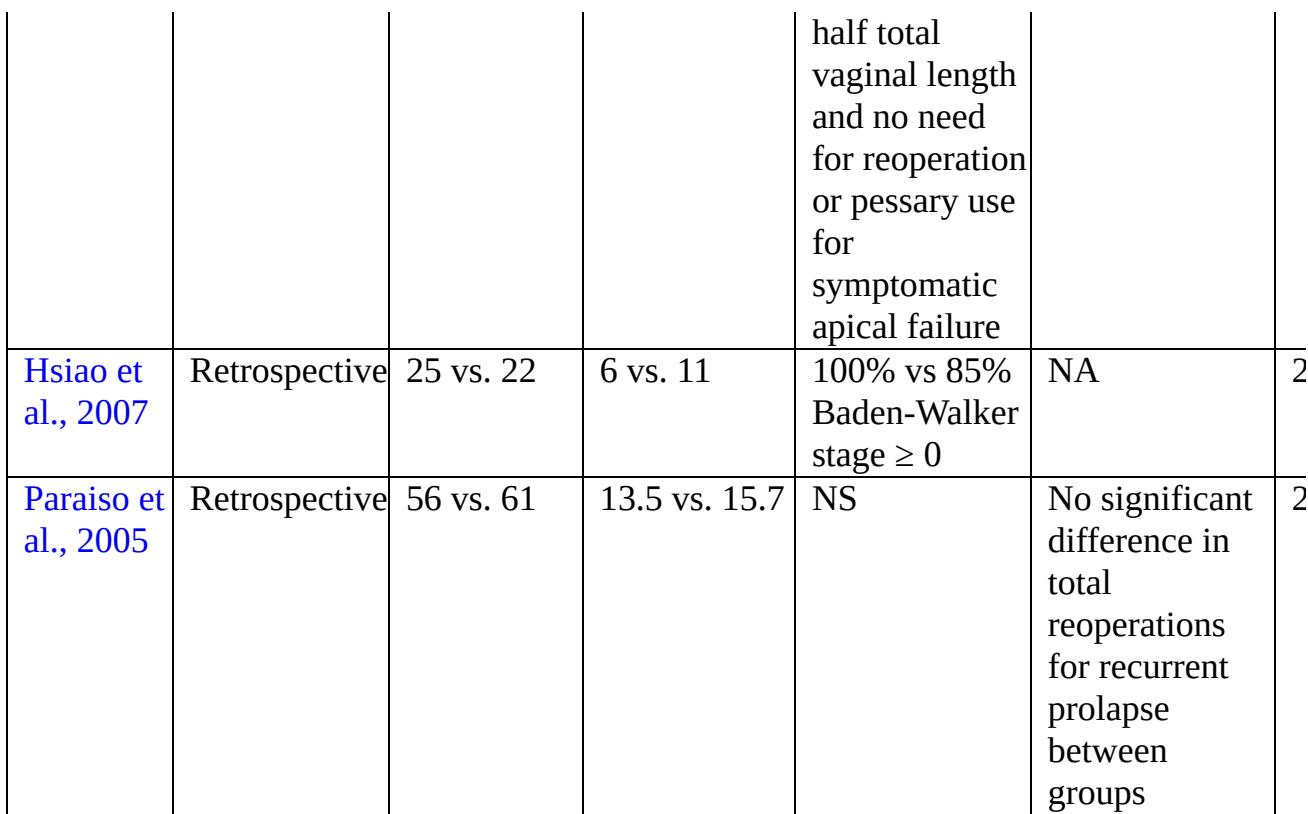 half total
vaginal length
and no need
for reoperation
or pessary use
for
symptomatic
apical failure
Hsiao et
al., 2007
Retrospective
25 vs. 22
6 vs. 11
100% vs 85%
Baden-Walker
stage ≥ 0
NA
2
Paraiso et
al., 2005
Retrospective
56 vs. 61
13.5 vs. 15.7
NS
No significant
difference in
total
reoperations
for recurrent
prolapse
between
groups
2